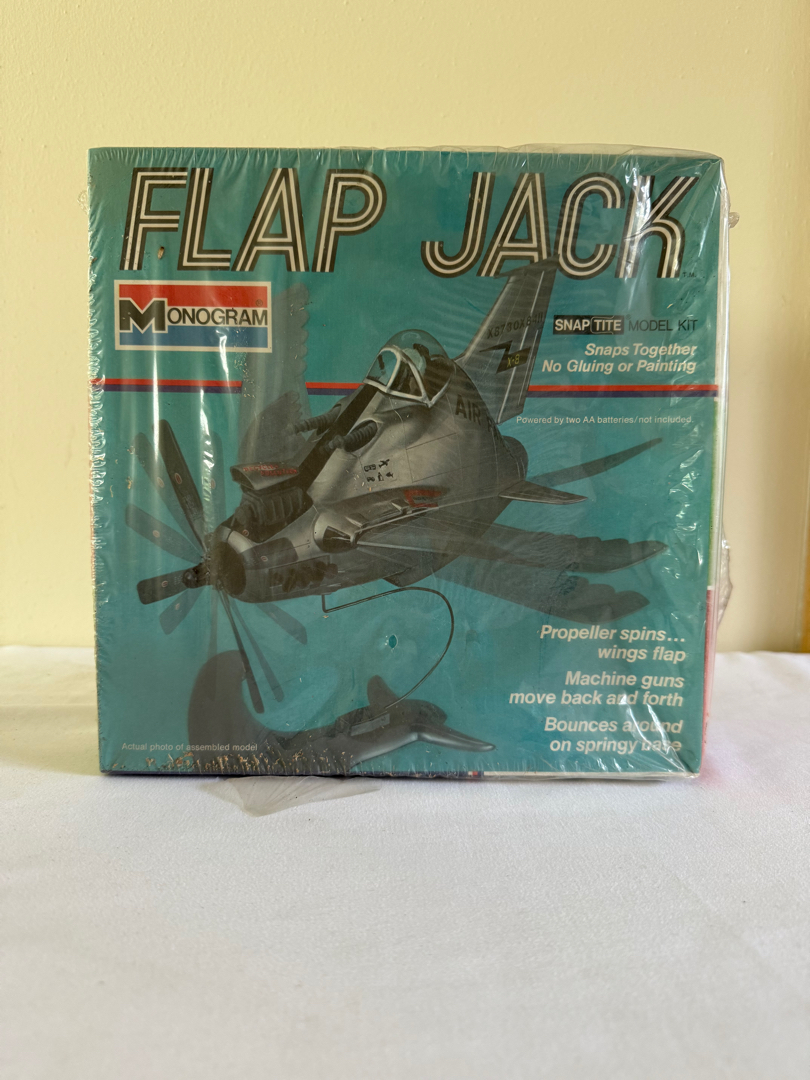 FLAP JACK
T.M.
MONOGRAM
SNAP TITE MODEL KIT
Snaps Together
No Gluing or Painting
Powered by two AA batteries/not included.
AIR
Propeller spins...
wings flap
Machine guns
move back and forth
Bounces around
on springy base
Actual photo of assembled model